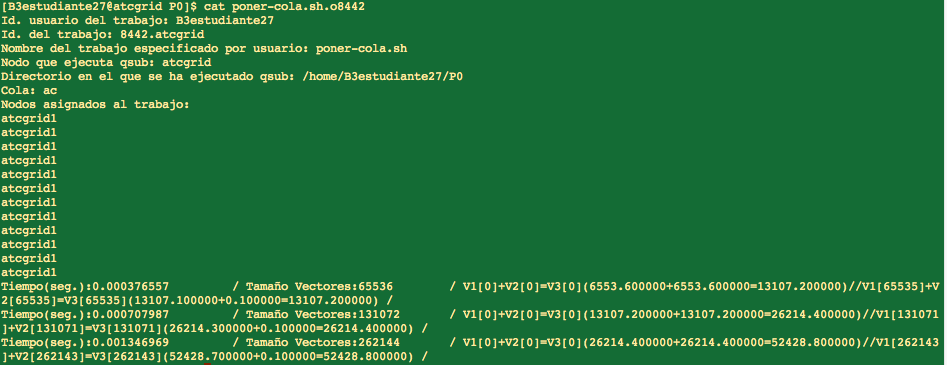 [B3estudiante27@atcgrid P0]$ cat poner-cola.sh.o8442
Id. usuario del trabajo: B3estudiante27
Id. del trabajo: 8442.atcgrid
Nombre del trabajo especificado por usuario: poner-cola.sh
Nodo que ejecuta qsub: atcgrid
Directorio en el que se ha ejecutado qsub: /home/B3estudiante27/P0
Cola: ac
Nodos asignados al trabajo:
atcgrid1
atcgrid1
atcgrid1
atcgrid1
atcgrid1
atcgrid1
atcgrid1
atcgrid1
atcgrid1
atcgrid1
atcgrid1
atcgrid1
Tiempo(seg.):0.000376557 / Tamaño Vectores:65536 / V1[0]+V2[0]=V3[0](6553.600000+6553.600000=13107.200000)//V1[65535]+V
2[65535]=V3[65535](13107.100000+0.100000=13107.200000) /
Tiempo(seg.):0.000707987 / Tamaño Vectores:131072 / V1[0]+V2[0]=V3[0](13107.200000+13107.200000=26214.400000)//V1[131071
]+V2[131071]=V3[131071](26214.300000+0.100000=26214.400000) /
Tiempo(seg.):0.001346969 / Tamaño Vectores:262144 / V1[0]+V2[0]=V3[0](26214.400000+26214.400000=52428.800000)//V1[262143
]+V2[262143]=V3[262143](52428.700000+0.100000=52428.800000) /